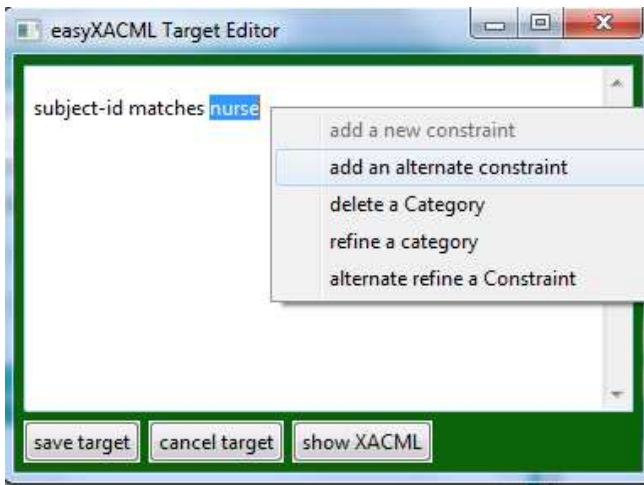 easyXACML Target Editor
subject-id matches nurse
add a new constraint
add an alternate constraint
delete a Category
refine a category
alternate refine a Constraint
save target cancel target show XACML